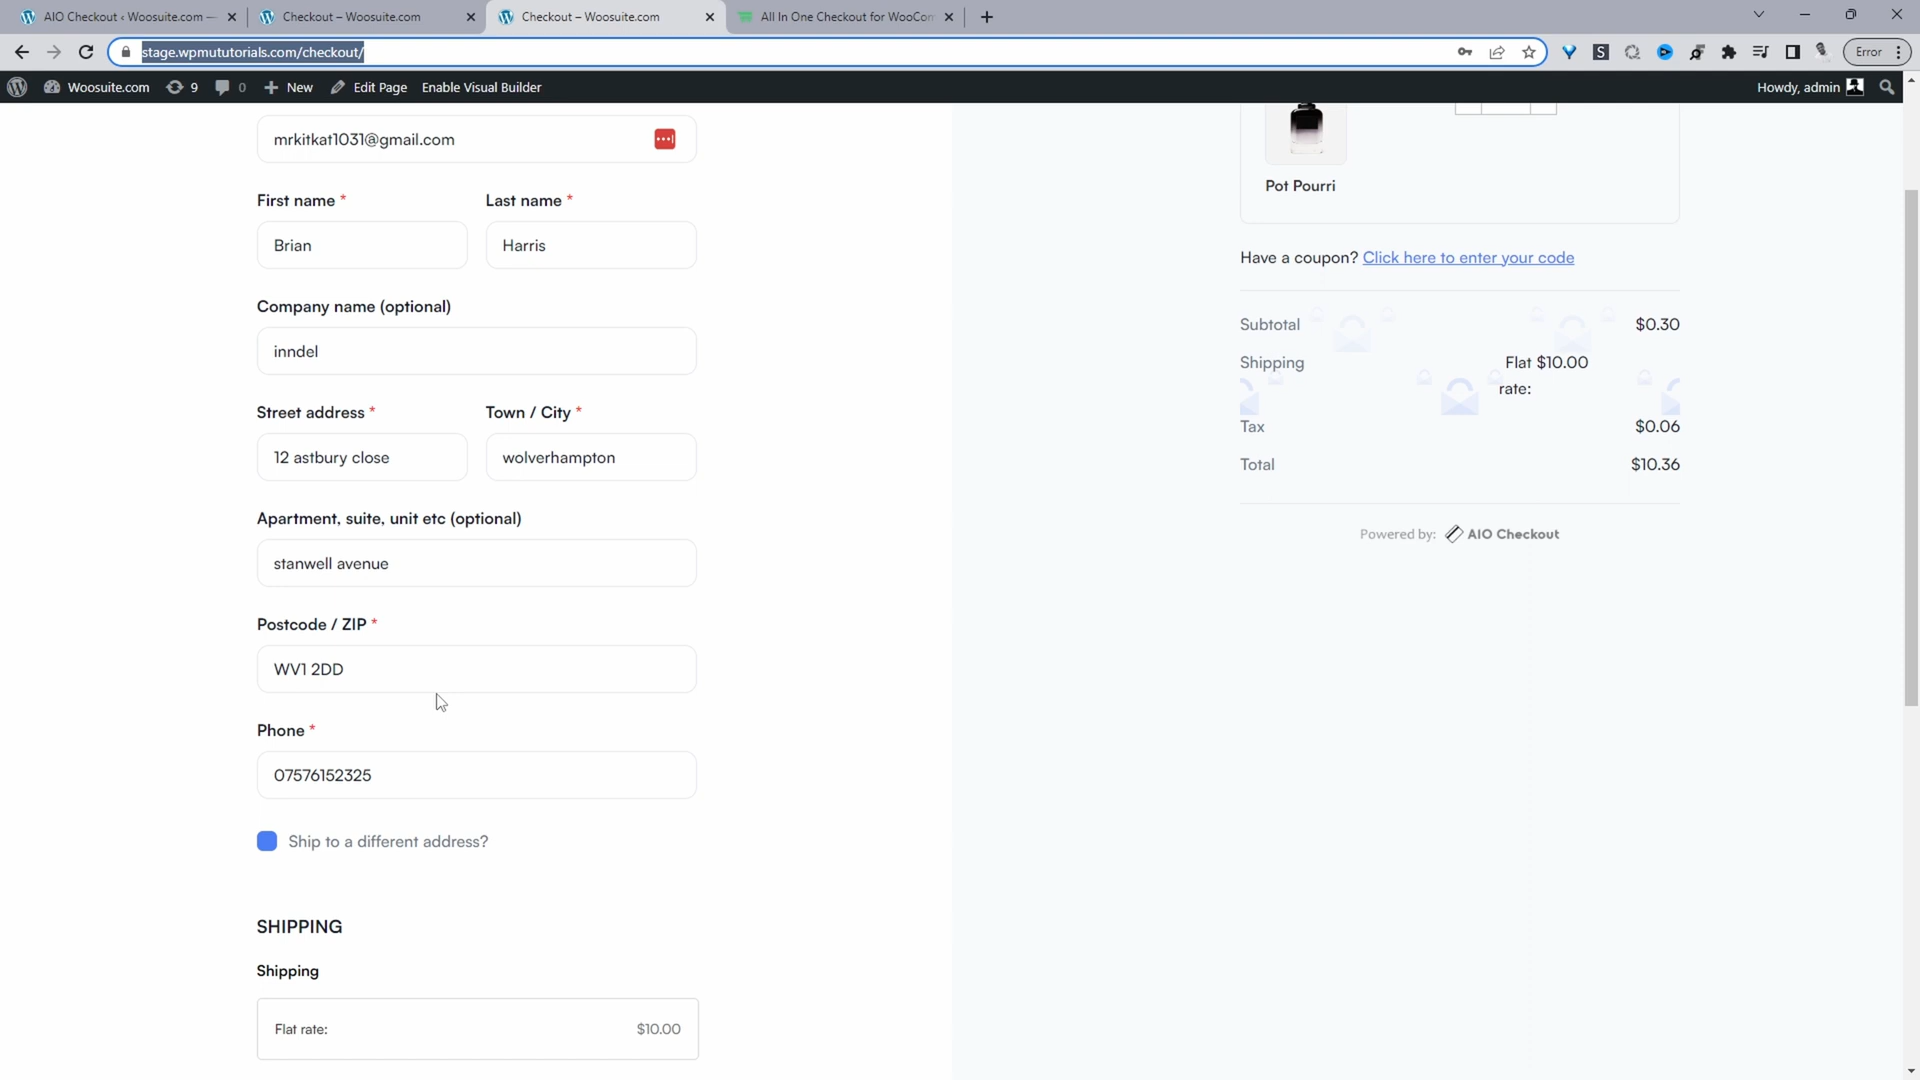 AIO Checkout ‹ Woosuite.com —
Checkout – Woosuite.com
Checkout – Woosuite.com
All In One Checkout for WooCom
stage.wpmututorials.com/checkout/
Error
Woosuite.com
9
0
New
Edit Page
Enable Visual Builder
Howdy, admin
mrkitkat1031@gmail.com
First name *
Last name *
Brian
Harris
Company name (optional)
inndel
Street address *
Town / City *
12 astbury close
wolverhampton
Apartment, suite, unit etc (optional)
stanwell avenue
Postcode / ZIP *
WV1 2DD
Phone *
07576152325
Ship to a different address?
SHIPPING
Shipping
Flat rate:
$10.00
Pot Pourri
Have a coupon? Click here to enter your code
Subtotal
$0.30
Shipping
Flat $10.00
rate:
Tax
$0.06
Total
$10.36
Powered by: AIO Checkout